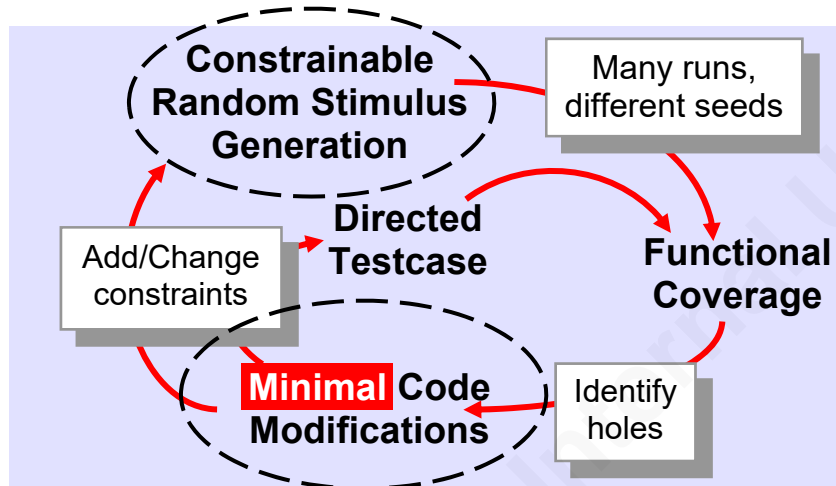 Constrainable
Random Stimulus
Generation
Many runs,
different seeds
Directed
Testcase
Add/Change
constraints
Functional
Coverage
Minimal Code
Modifications
Identify
holes